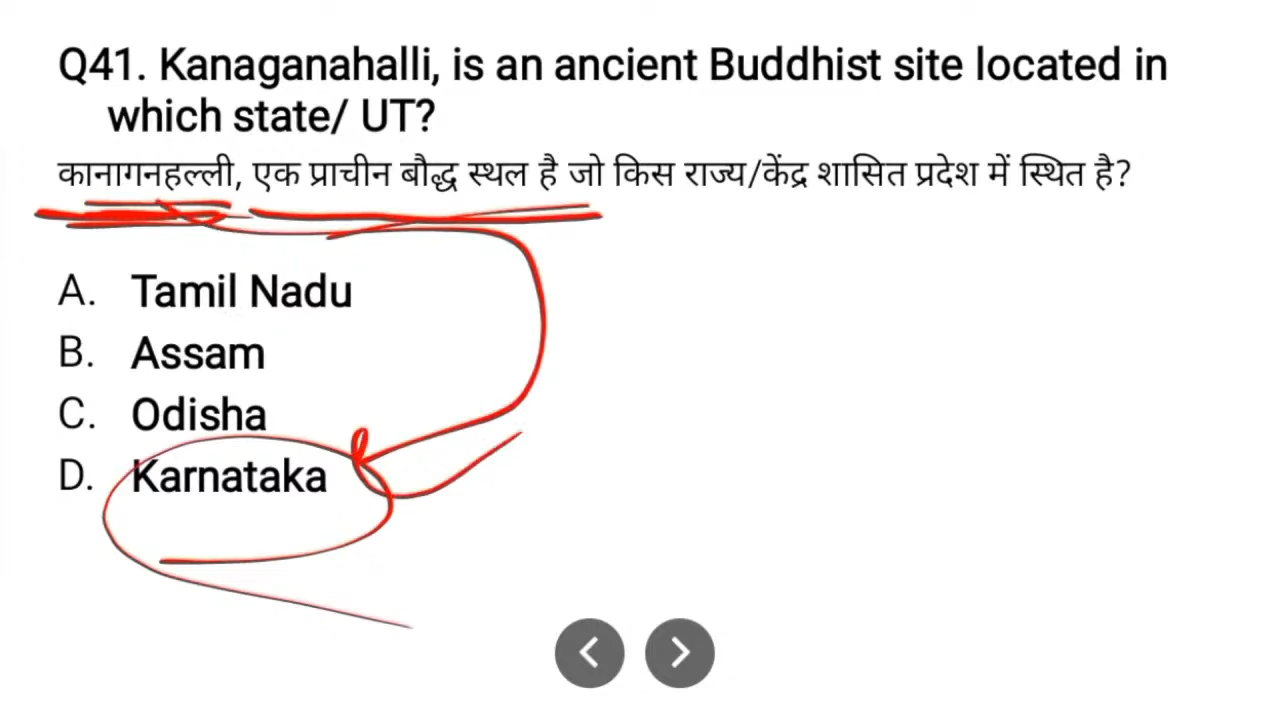 Q41. Kanaganahalli, is an ancient Buddhist site located in
which state/ UT?
कानागनहल्ली, एक प्राचीन बौद्ध स्थल है जो किस राज्य/केंद्र शासित प्रदेश में स्थित है?
A. Tamil Nadu
B. Assam
C. Odisha
D. Karnataka